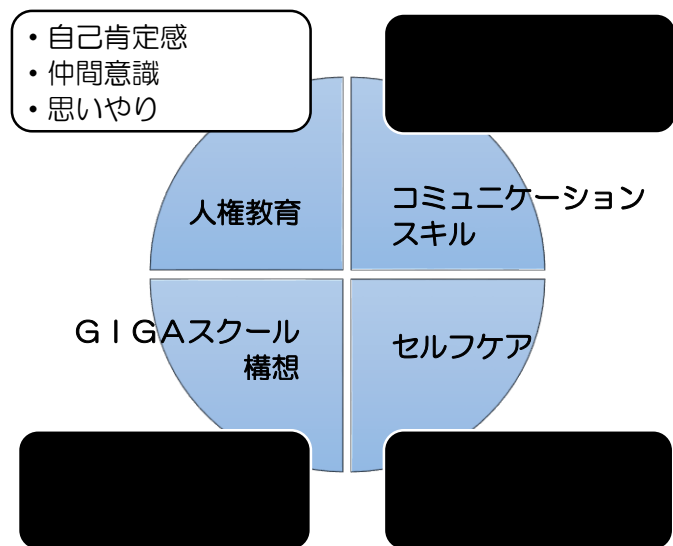 ・自己肯定感
・仲間意識
・思いやり
人権教育
コミュニケーション
スキル
ＧＩＧＡスクール
構想
セルフケア